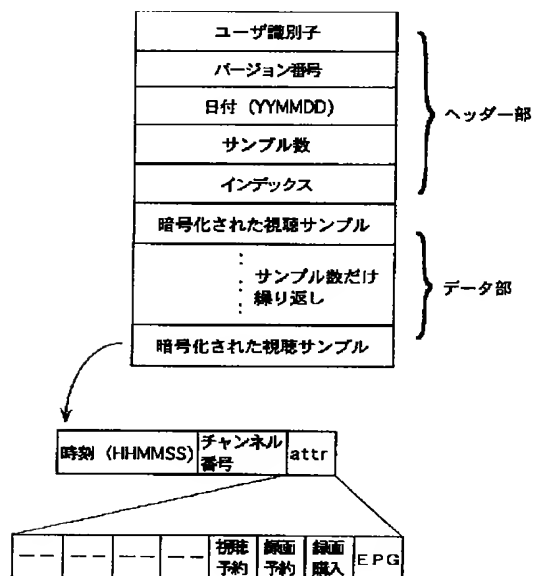 ユーザ識別子
バージョン番号
日付 (YYMMDD)
サンプル数
インデックス
ヘッダー部
暗号化された視聴サンプル
サンプル数だけ
繰り返し
暗号化された視聴サンプル
データ部
時刻 (HHMMSS)
チャンネル
番号
attr
視聴
予約
録画
予約
録画
購入
EPG